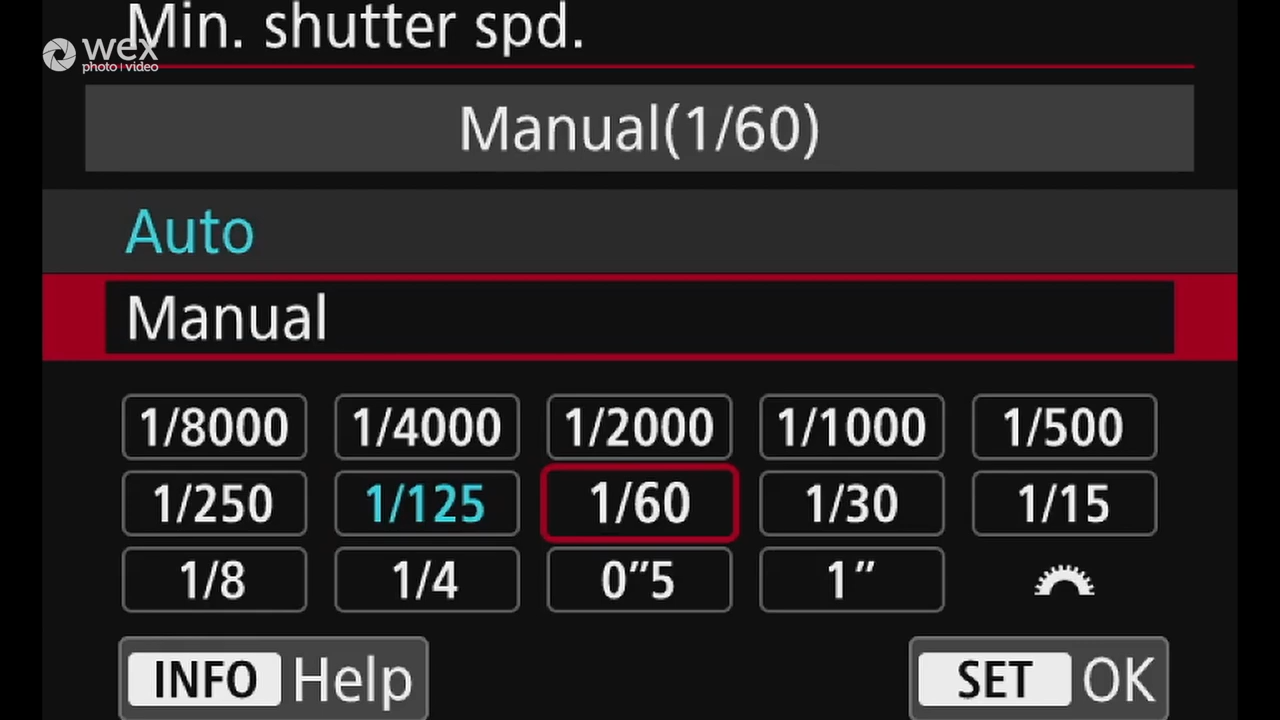 Min. shutter spd.
wex
photo | video
Manual(1/60)
Auto
Manual
1/8000 1/4000 1/2000 1/1000 1/500
1/250 1/125 1/60 1/30 1/15
1/8 1/4 0"5 1"
INFO Help SET OK